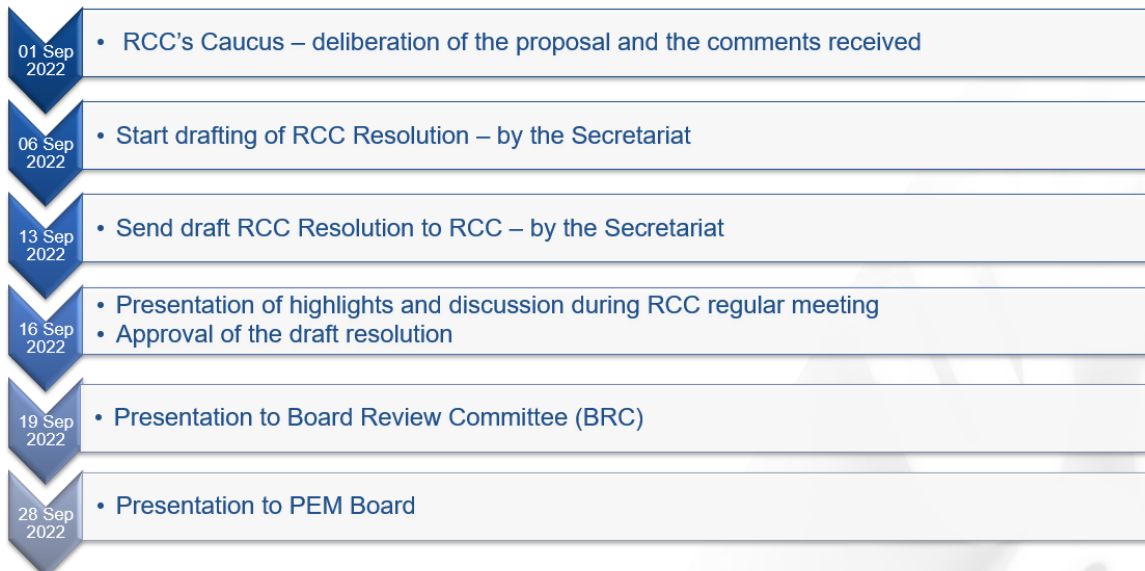 01 Sep
2022
• RCC's Caucus – deliberation of the proposal and the comments received
06 Sep
2022
• Start drafting of RCC Resolution – by the Secretariat
13 Sep
2022
• Send draft RCC Resolution to RCC – by the Secretariat
16 Sep
2022
• Presentation of highlights and discussion during RCC regular meeting
• Approval of the draft resolution
19 Sep
2022
• Presentation to Board Review Committee (BRC)
28 Sep
2022
• Presentation to PEM Board